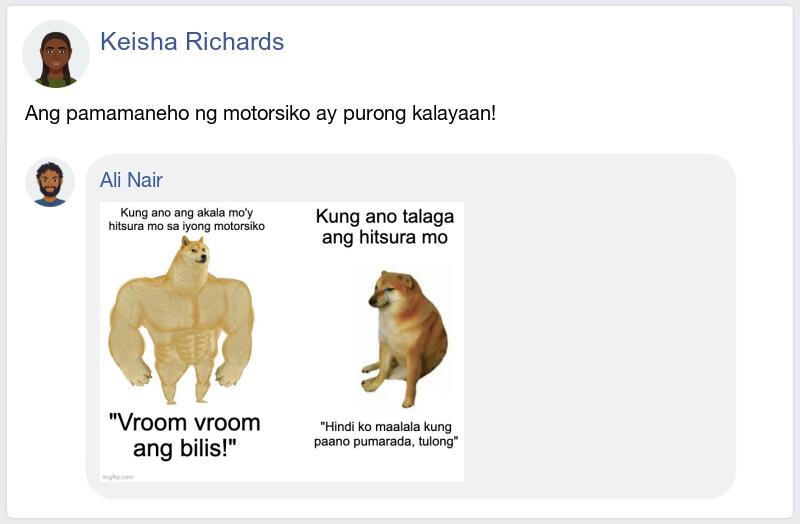 Keisha Richards
Ang pamamaneho ng motorsiko ay purong kalayaan!
Ali Nair
Kung ano ang akala mo'y
hitsura mo sa iyong motorsiko
Kung ano talaga
ang hitsura mo
"Vroom vroom
ang bilis!"
"Hindi ko maalala kung
paano pumarada, tulong"
imgflip.com